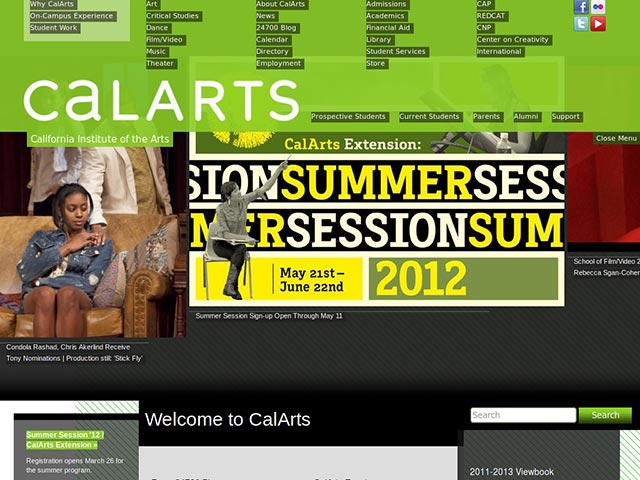 Why CalArts
On-Campus Experience
Student Work
Art
Critical Studies
Dance
Film/Video
Music
Theater
About CalArts
News
24700 Blog
Calendar
Directory
Employment
Admissions
Academics
Financial Aid
Library
Student Services
Store
CAP
REDCAT
CNP
Center on Creativity
International
CALARTS
Prospective Students
Current Students
Parents
Alumni
Support
California Institute of the Arts
Close Menu
CalArts Extension:
SIONSUMMERSESS
MERSESSIONSUM
May 21st–
June 22nd
2012
Summer Session Sign-up Open Through May 11
Condola Rashad, Chris Akerlind Receive
Tony Nominations | Production still: 'Stick Fly'
School of Film/Video 2
Rebecca Sgan-Cohen
Summer Session '12 /
CalArts Extension »
Registration opens March 26 for
the summer program.
Welcome to CalArts
Search
Search
2011-2013 Viewbook